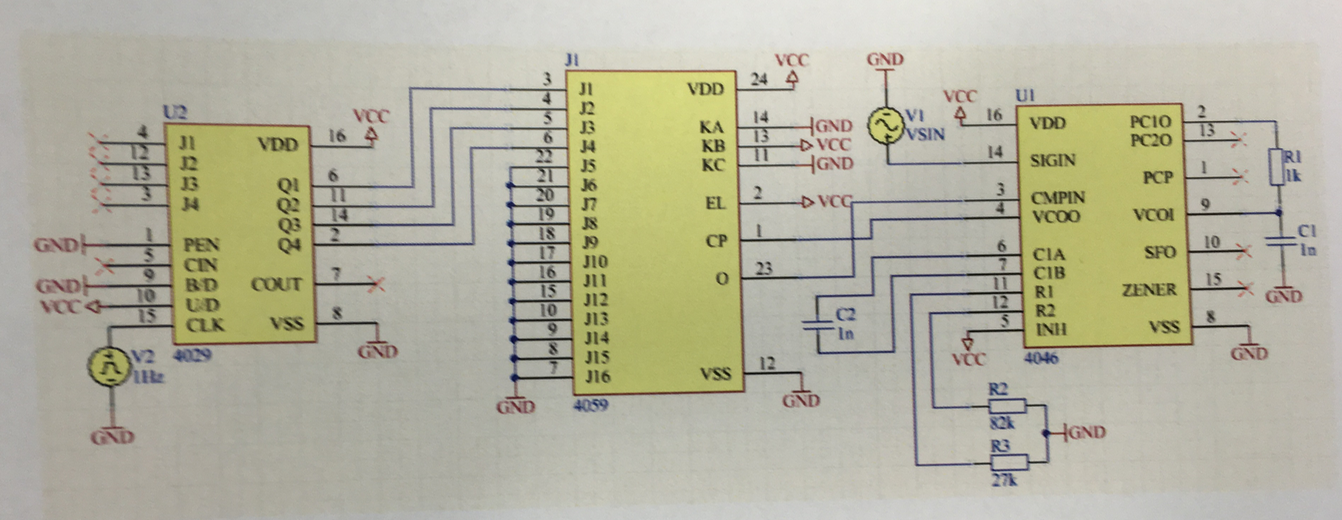 U2
4 J1 VDD 16 VCC
12 J2
13 J3 Q1 6
3 J4 Q2 11
Q3 14
GND 1 PEN Q4 2
5 CIN
GND 9 B/D COUT 7
VCC 10 U/D
15 CLK VSS 8 GND
4029
V2
1Hz
GND
J1
3 J1 VDD 24 VCC
4 J2
5 J3 KA 14 GND
6 J4 KB 13 VCC
22 J5 KC 11 GND
21 J6
20 J7 EL 2 VCC
19 J8
18 J9 CP 1
17 J10
16 J11 O 23
15 J12
10 J13
9 J14
8 J15
7 J16 VSS 12 GND
GND
4059
GND
V1
VSIN
U1
VCC 16 VDD PC1O 2
PC2O 13
14 SIGIN
PCP 1
3 CMPIN
4 VCOO VCOI 9
6 C1A SFO 10
7 C1B
11 R1 ZENER 15
12 R2
5 INH VSS 8 GND
VCC
4046
R1
1k
C1
1n
GND
C2
1n
R2
82k
GND
R3
27k